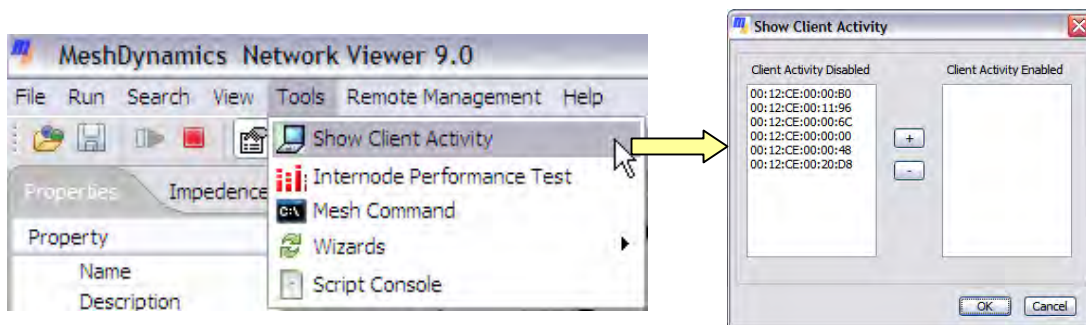 MeshDynamics Network Viewer 9.0
File Run Search View Tools Remote Management Help
Show Client Activity
Internode Performance Test
C:\ Mesh Command
Wizards
Script Console
Properties Impedence
Property
Name
Description
Show Client Activity
Client Activity Disabled Client Activity Enabled
00:12:CE:00:00:B0
00:12:CE:00:11:96
00:12:CE:00:00:6C
00:12:CE:00:00:00
00:12:CE:00:00:48
00:12:CE:00:20:D8
+
-
OK Cancel